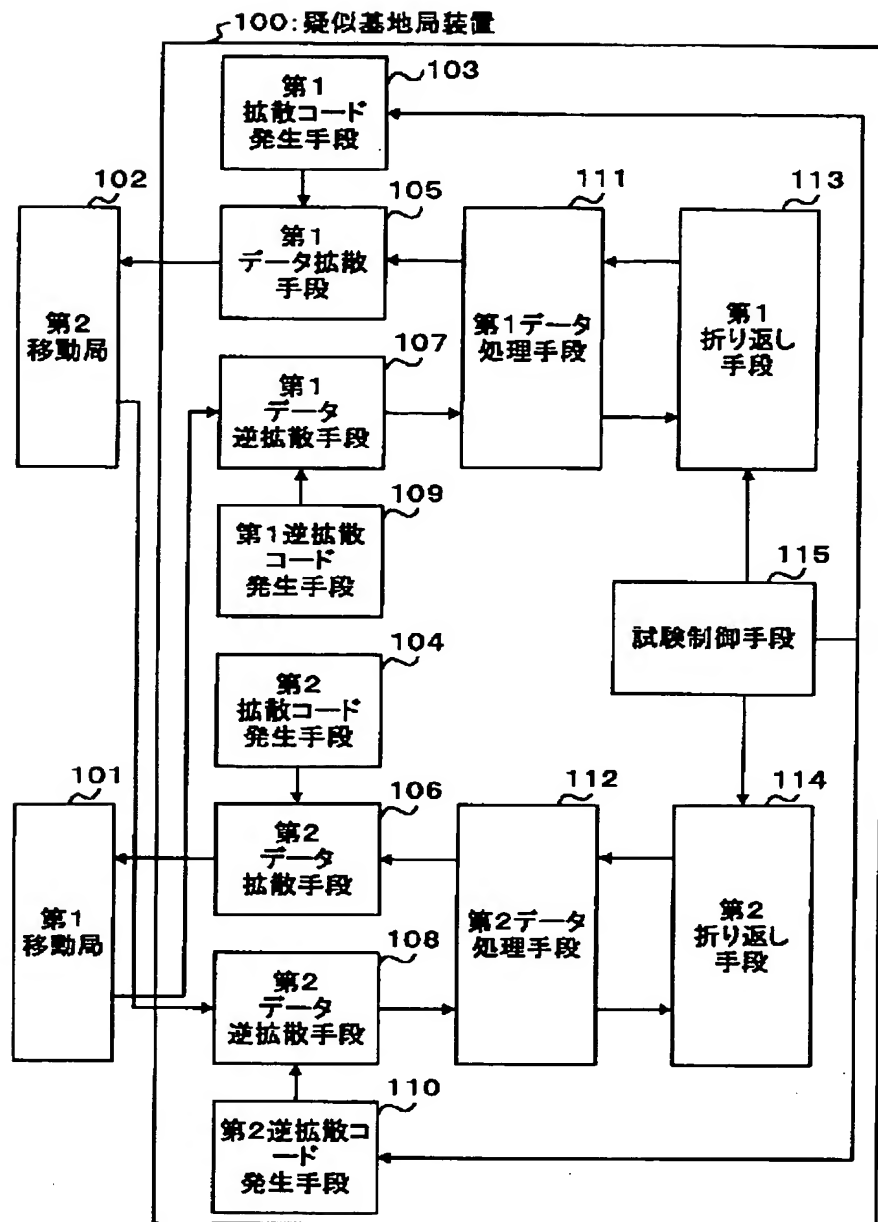 100:疑似基地局装置
103
第1
拡散コード
発生手段
102
第2
移動局
105
第1
データ拡散
手段
111
第1データ
処理手段
113
第1
折り返し
手段
107
第1
データ
逆拡散手段
109
第1逆拡散
コード
発生手段
115
試験制御手段
104
第2
拡散コード
発生手段
101
第1
移動局
106
第2
データ
拡散手段
112
第2データ
処理手段
114
第2
折り返し
手段
108
第2
データ
逆拡散手段
110
第2逆拡散コ
ード
発生手段